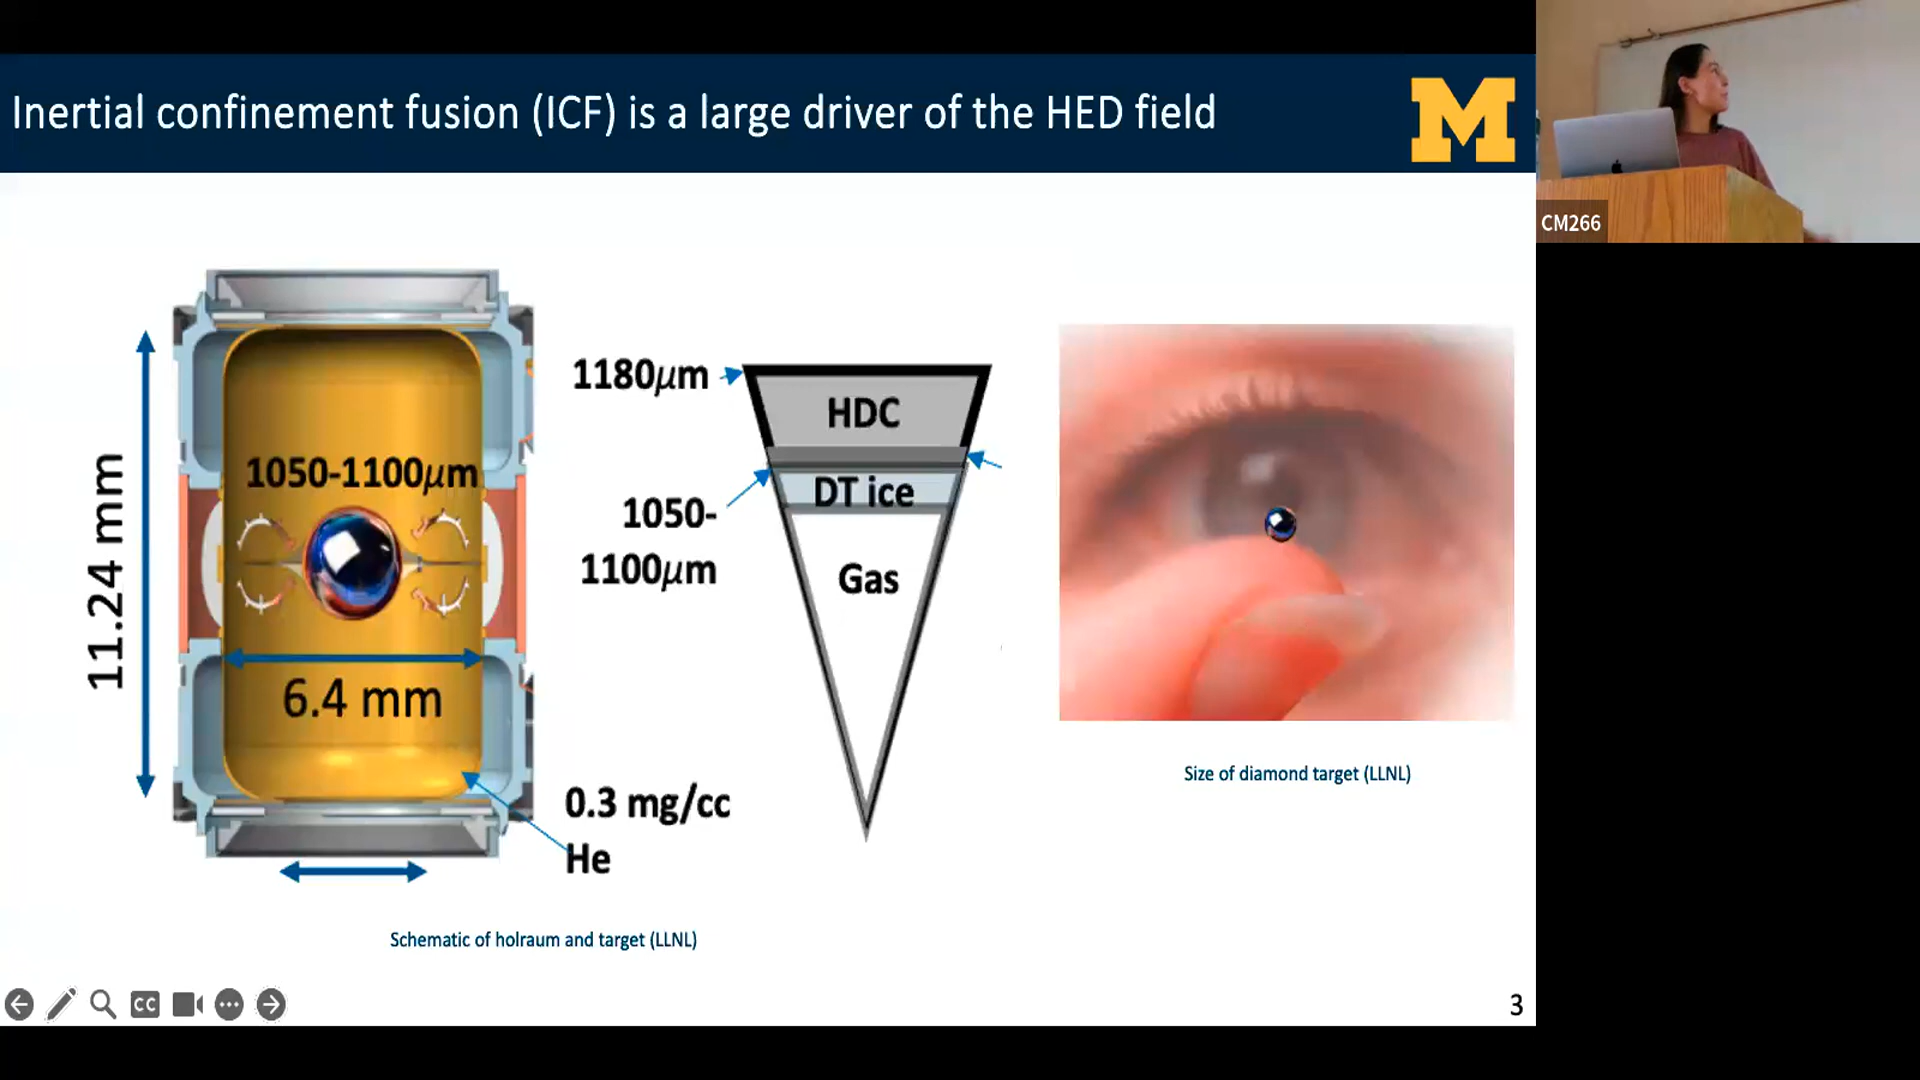 Inertial confinement fusion (ICF) is a large driver of the HED field
M
CM266
11.24 mm
1050-1100μm
6.4 mm
0.3 mg/cc
He
1180μm
HDC
DT ice
1050-
1100μm
Gas
Size of diamond target (LLNL)
Schematic of holraum and target (LLNL)
CC
3